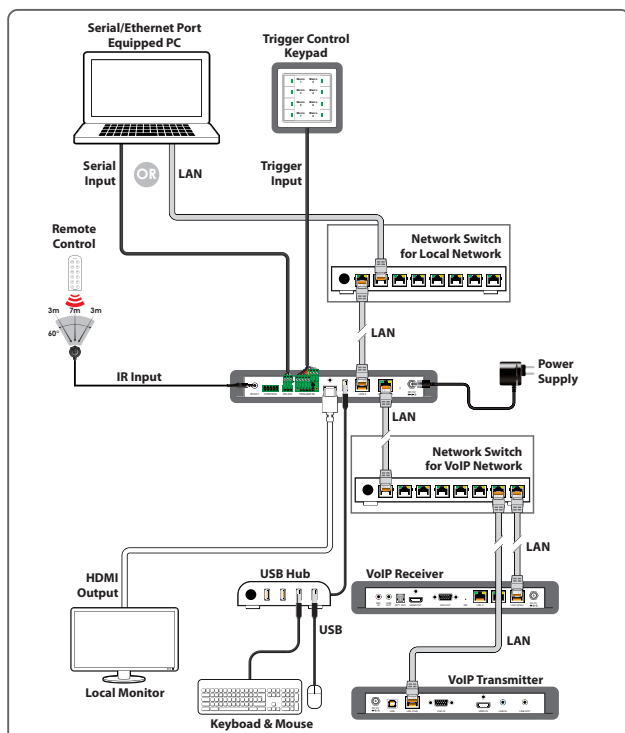 Serial/Ethernet Port
Equipped PC
Trigger Control
Keypad
Serial
Input
OR
LAN
Trigger
Input
Remote
Control
3m 7m 3m
60°
IR Input
Network Switch
for Local Network
LAN
Power
Supply
LAN
Network Switch
for VoIP Network
LAN
HDMI
Output
USB Hub
VoIP Receiver
USB
LAN
Local Monitor
Keyboad & Mouse
VoIP Transmitter